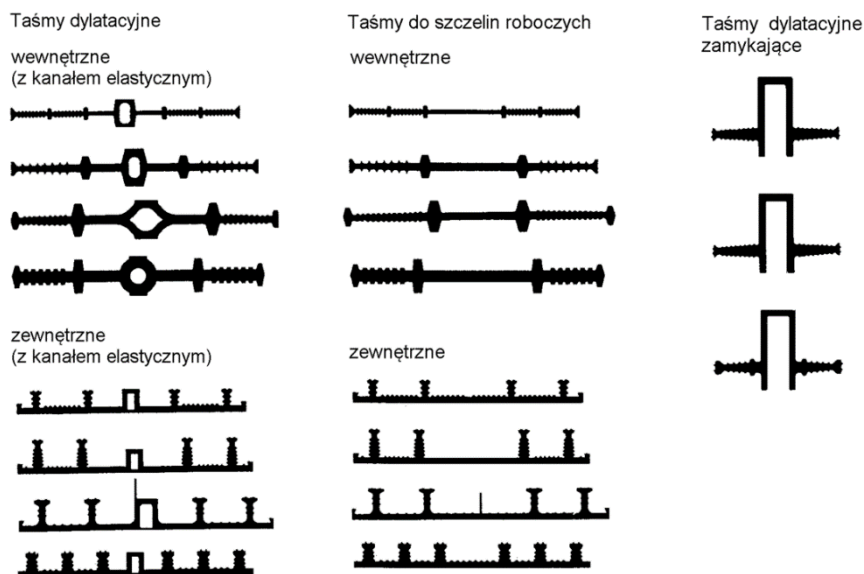 Taśmy dylatacyjne
wewnętrzne
(z kanałem elastycznym)
zewnętrzne
(z kanałem elastycznym)
Taśmy do szczelin roboczych
wewnętrzne
zewnętrzne
Taśmy dylatacyjne
zamykające